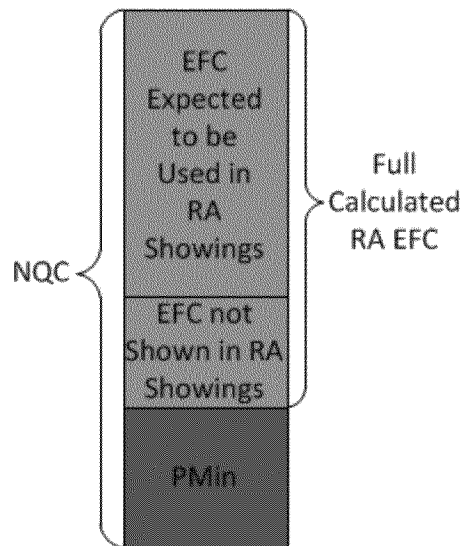 EFC
Expected
to be
Used in
RA
Showings
Full
Calculated
RA EFC
NQC
EFC not
Shown in RA
Showings
PMin